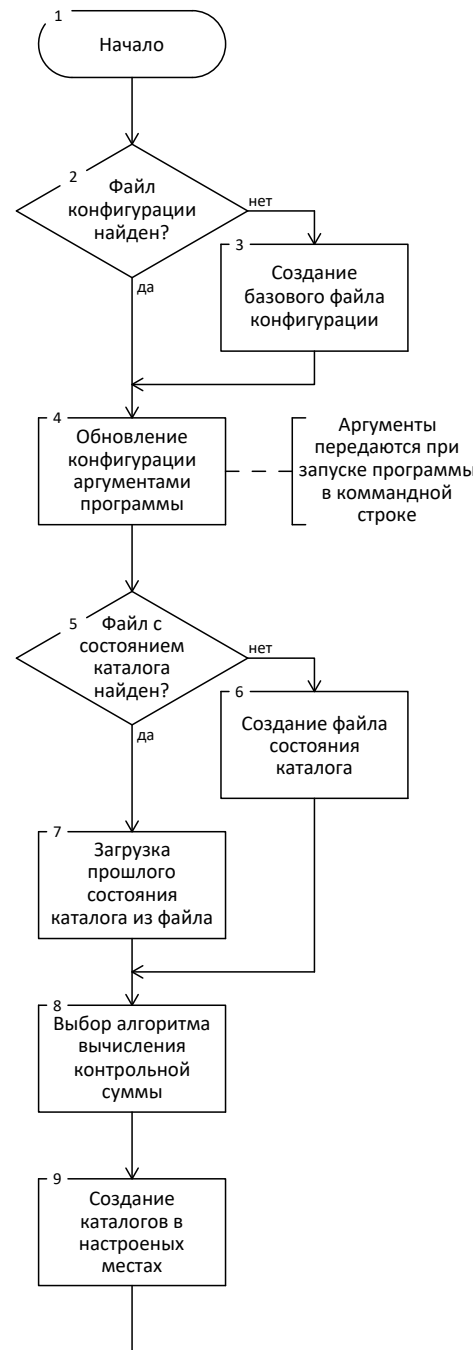 1
Начало
2
Файл
конфигурации
найден?
нет
да
3
Создание
базового файла
конфигурации
4
Обновление
конфигурации
аргументами
программы
Аргументы
передаются при
запуске программы
в коммандной
строке
5
Файл с
состоянием
каталога
найден?
нет
да
6
Создание файла
состояния
каталога
7
Загрузка
прошлого
состояния
каталога из файла
8
Выбор алгоритма
вычисления
контрольной
суммы
9
Создание
каталогов в
настроеных
местах